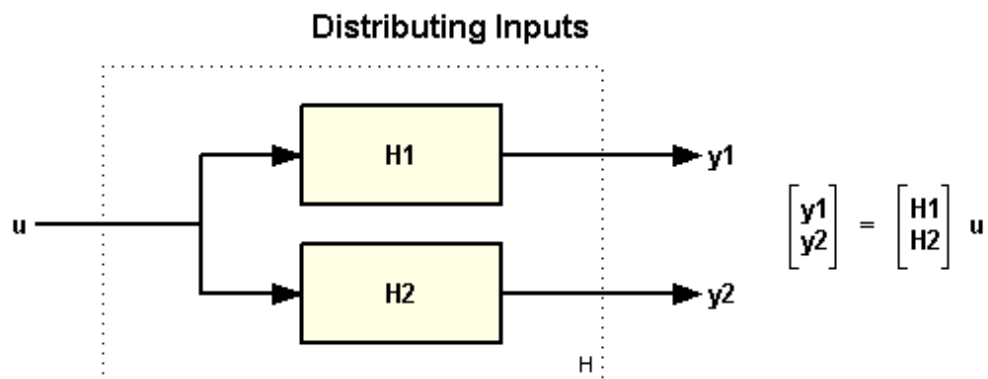 Distributing Inputs
H1
u
y1
H2
y2
H
[y1
y2] = [H1
H2] u